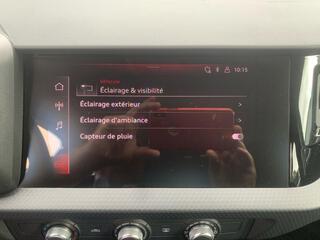 10:15
Véhicule
Éclairage & visibilité
Éclairage extérieur
Éclairage d'ambiance
Capteur de pluie